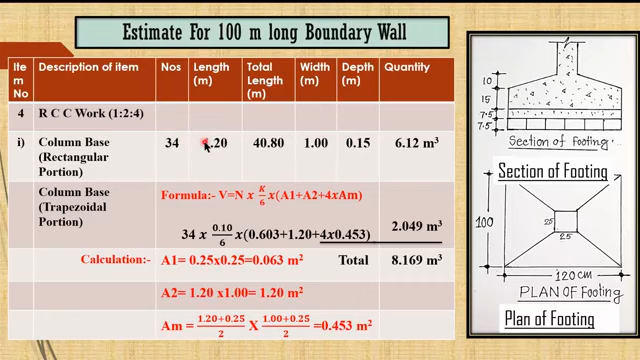 Estimate For 100 m long Boundary Wall
Ite
m
No
Description of item
Nos
Length
(m)
Total
Length
(m)
Width
(m)
Depth
(m)
Quantity
4
R C C Work (1:2:4)
i)
Column Base
(Rectangular
Portion)
34
.20
40.80
1.00
0.15
6.12 m³
Column Base
(Trapezoidal
Portion)
Formula:- V=N x K/6 x(A1+A2+4xAm)
34 x 0.10/6 x(0.603+1.20+4x0.453)
2.049 m³
Calculation:-
A1= 0.25x0.25=0.063 m²
Total
8.169 m³
A2= 1.20 x1.00= 1.20 m²
Am = 1.20+0.25/2 X 1.00+0.25/2 =0.453 m²
10
15
7.5
7.5
Section of Footing
Section of Footing
100
25
25
120 CM
PLAN OF Footing
Plan of Footing